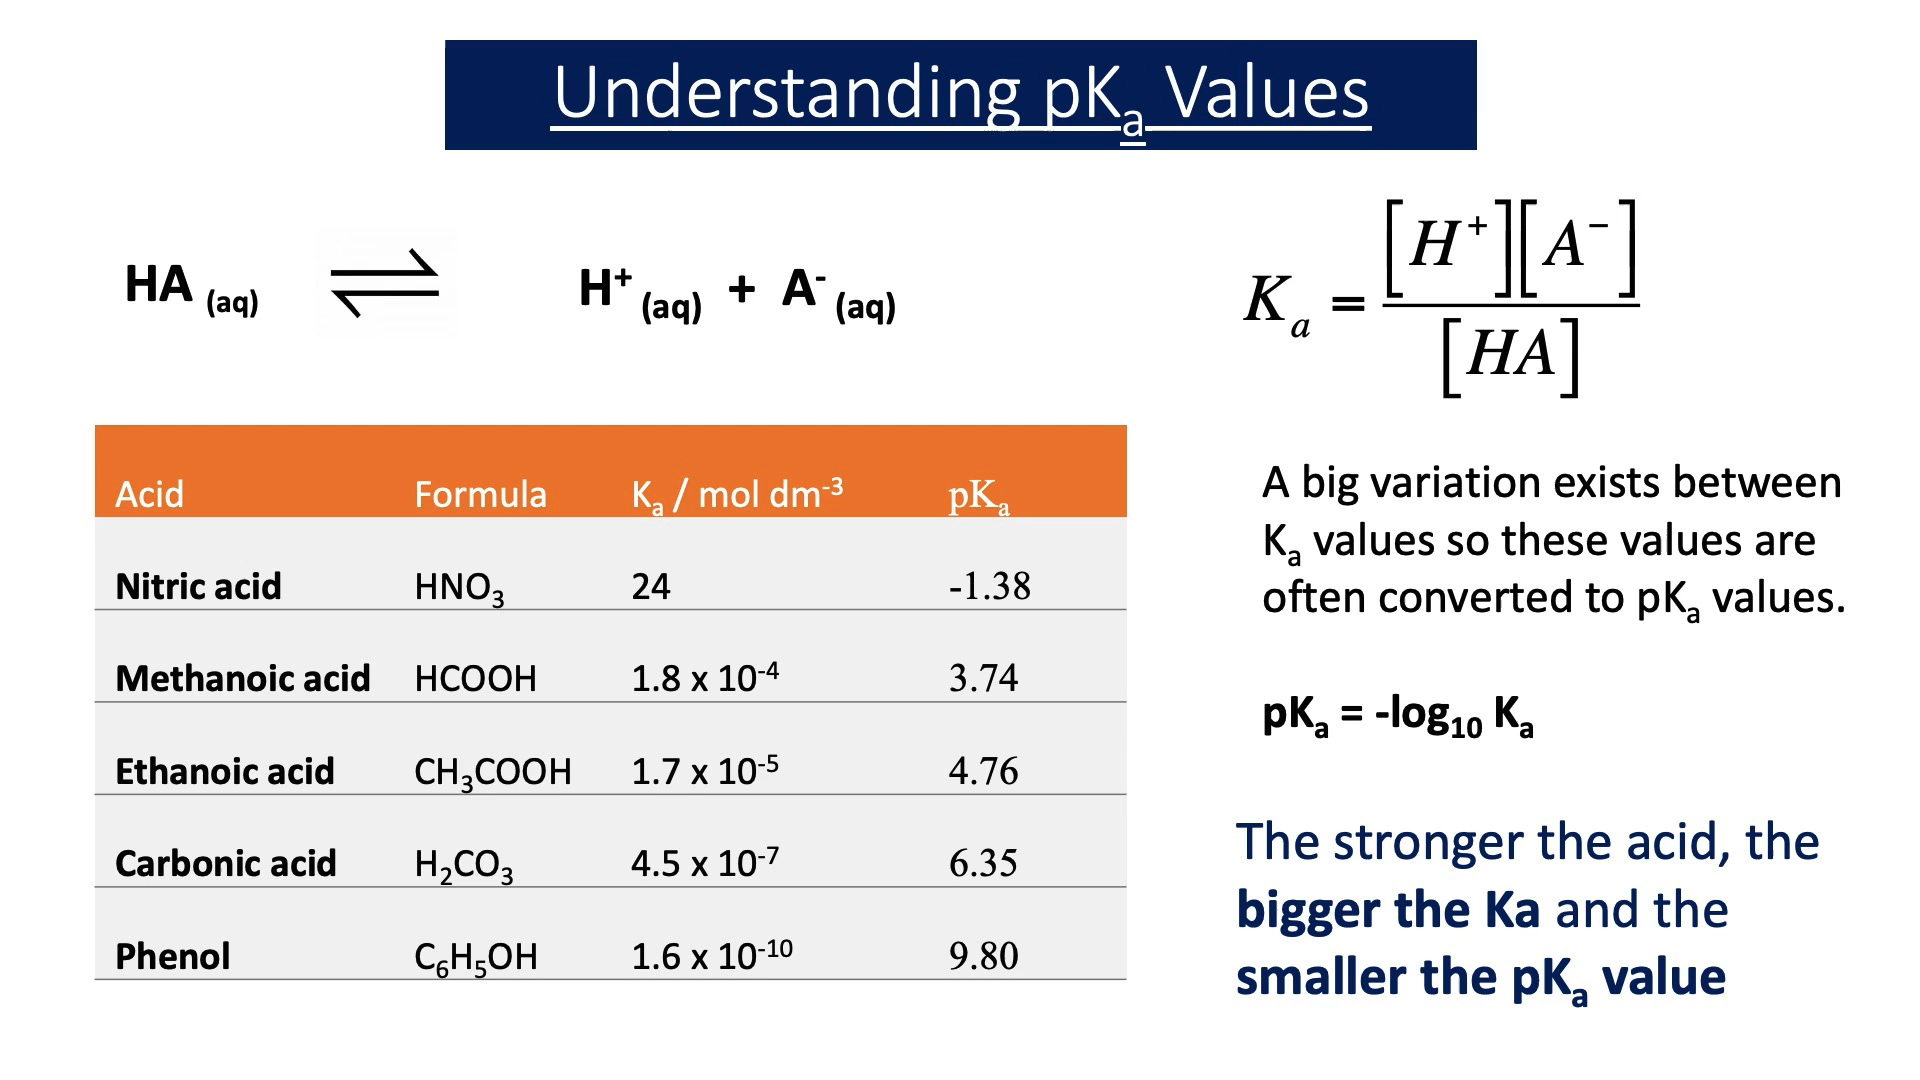 Understanding pKₐ Values
HA (aq) ⇌ H⁺ (aq) + A⁻ (aq)
Kₐ = [H⁺][A⁻] / [HA]
Acid Formula Kₐ / mol dm⁻³ pKₐ
Nitric acid HNO₃ 24 -1.38
Methanoic acid HCOOH 1.8 x 10⁻⁴ 3.74
Ethanoic acid CH₃COOH 1.7 x 10⁻⁵ 4.76
Carbonic acid H₂CO₃ 4.5 x 10⁻⁷ 6.35
Phenol C₆H₅OH 1.6 x 10⁻¹⁰ 9.80
A big variation exists between
Kₐ values so these values are
often converted to pKₐ values.
pKₐ = -log₁₀ Kₐ
The stronger the acid, the
bigger the Ka and the
smaller the pKₐ value